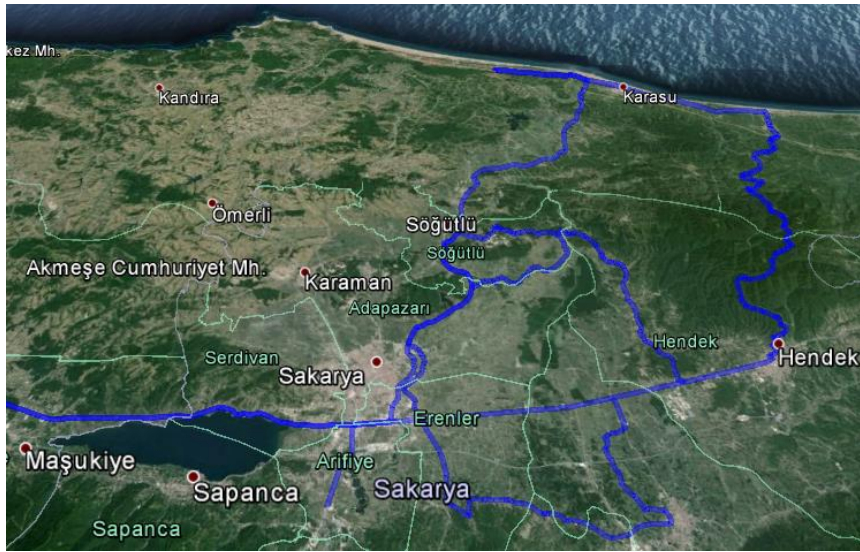 kez Mh.
Kandıra
Karasu
Ömerli
Söğütlü
Söğütlü
Akmeşe Cumhuriyet Mh.
Karaman
Adapazarı
Serdivan
Sakarya
Hendek
Hendek
Erenler
Maşukiye
Arifiye
Sapanca
Sakarya
Sapanca